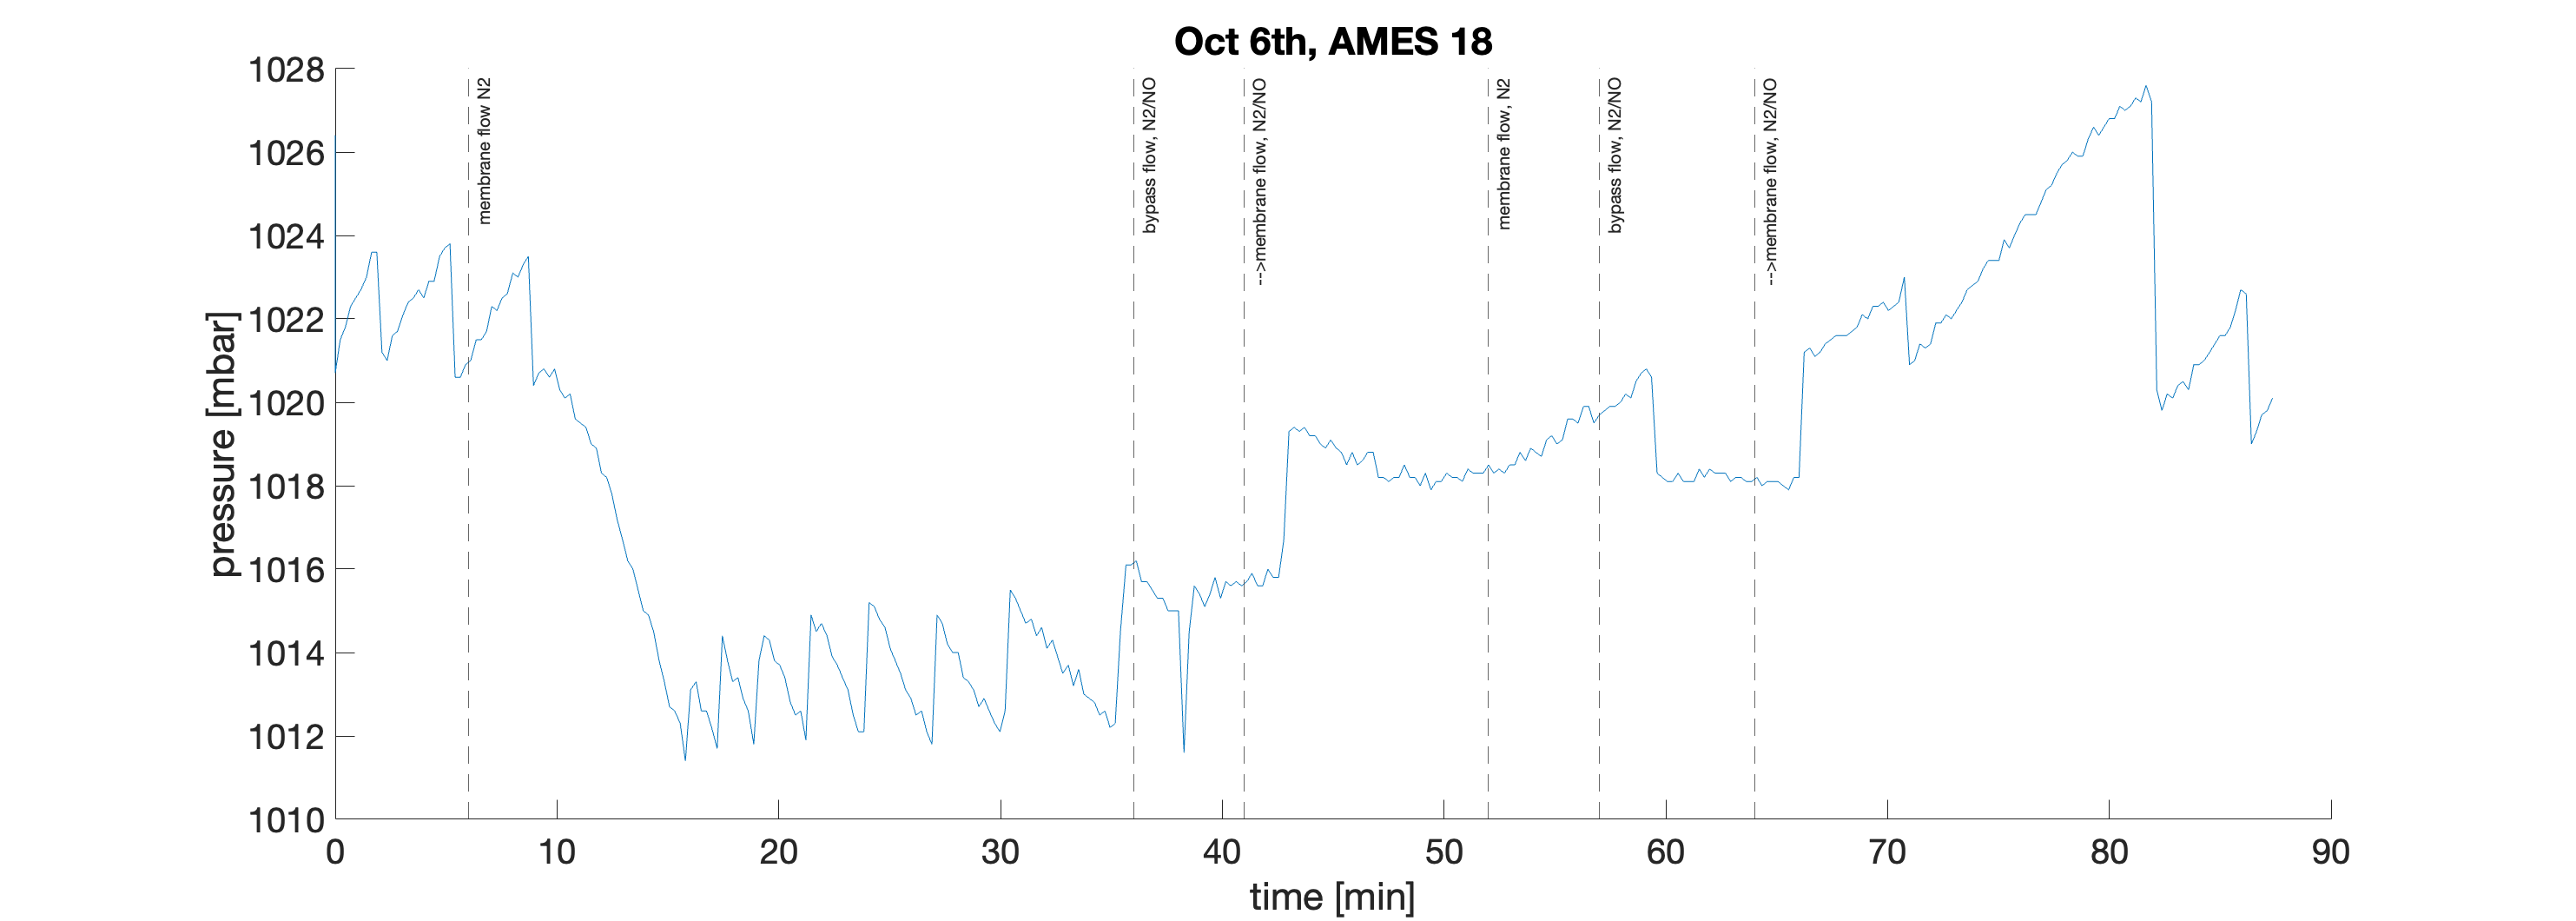 Oct 6th, AMES 18
1028
1026
1024
1022
1020
1018
1016
1014
1012
1010
pressure [mbar]
membrane flow N2
bypass flow, N2/NO
-->membrane flow, N2/NO
membrane flow, N2
bypass flow, N2/NO
-->membrane flow, N2/NO
0 10 20 30 40 50 60 70 80 90
time [min]